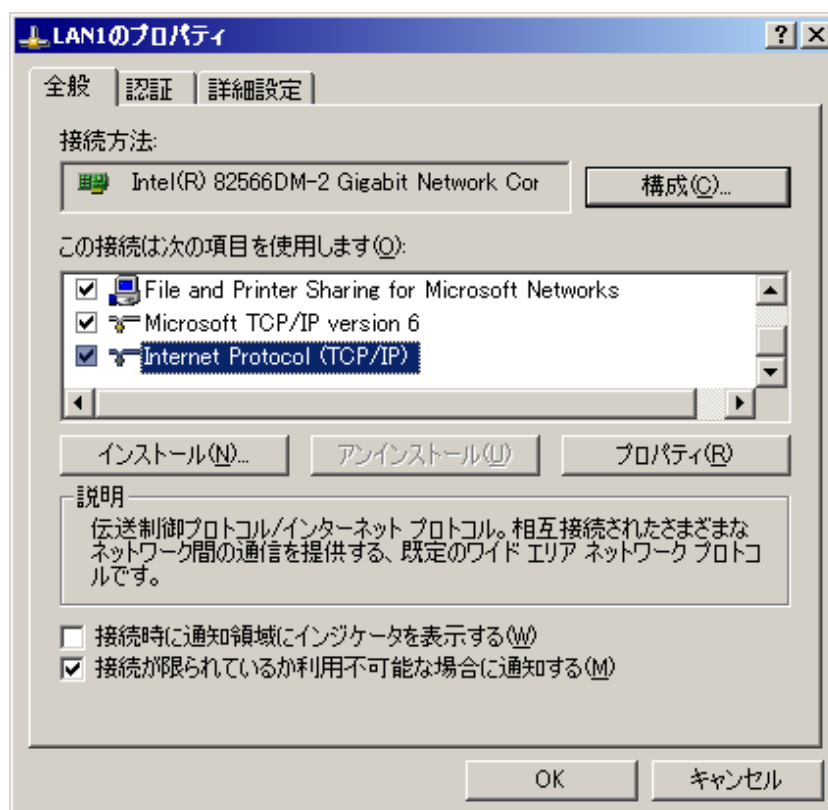 LAN1のプロパティ
全般 認証 詳細設定
接続方法:
Intel(R) 82566DM-2 Gigabit Network Cor
構成(C)...
この接続は次の項目を使用します(O):
File and Printer Sharing for Microsoft Networks
Microsoft TCP/IP version 6
Internet Protocol (TCP/IP)
インストール(N)... アンインストール(U) プロパティ(R)
説明
伝送制御プロトコル/インターネット プロトコル。相互接続されたさまざまな
ネットワーク間の通信を提供する、既定のワイド エリア ネットワーク プロトコ
ルです。
接続時に通知領域にインジケータを表示する(W)
接続が限られているか利用不可能な場合に通知する(M)
OK キャンセル